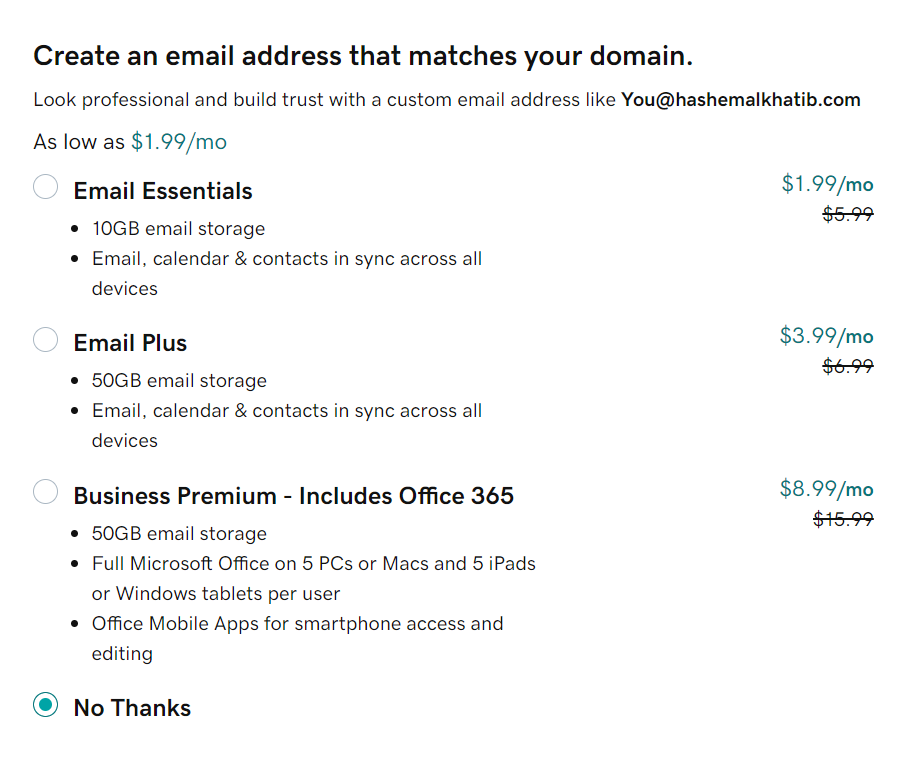 Create an email address that matches your domain.
Look professional and build trust with a custom email address like You@hashemalkhatib.com
As low as $1.99/mo
Email Essentials
$1.99/mo
$5.99
• 10GB email storage
• Email, calendar & contacts in sync across all
devices
Email Plus
$3.99/mo
$6.99
• 50GB email storage
• Email, calendar & contacts in sync across all
devices
Business Premium - Includes Office 365
$8.99/mo
$15.99
• 50GB email storage
• Full Microsoft Office on 5 PCs or Macs and 5 iPads
or Windows tablets per user
• Office Mobile Apps for smartphone access and
editing
No Thanks